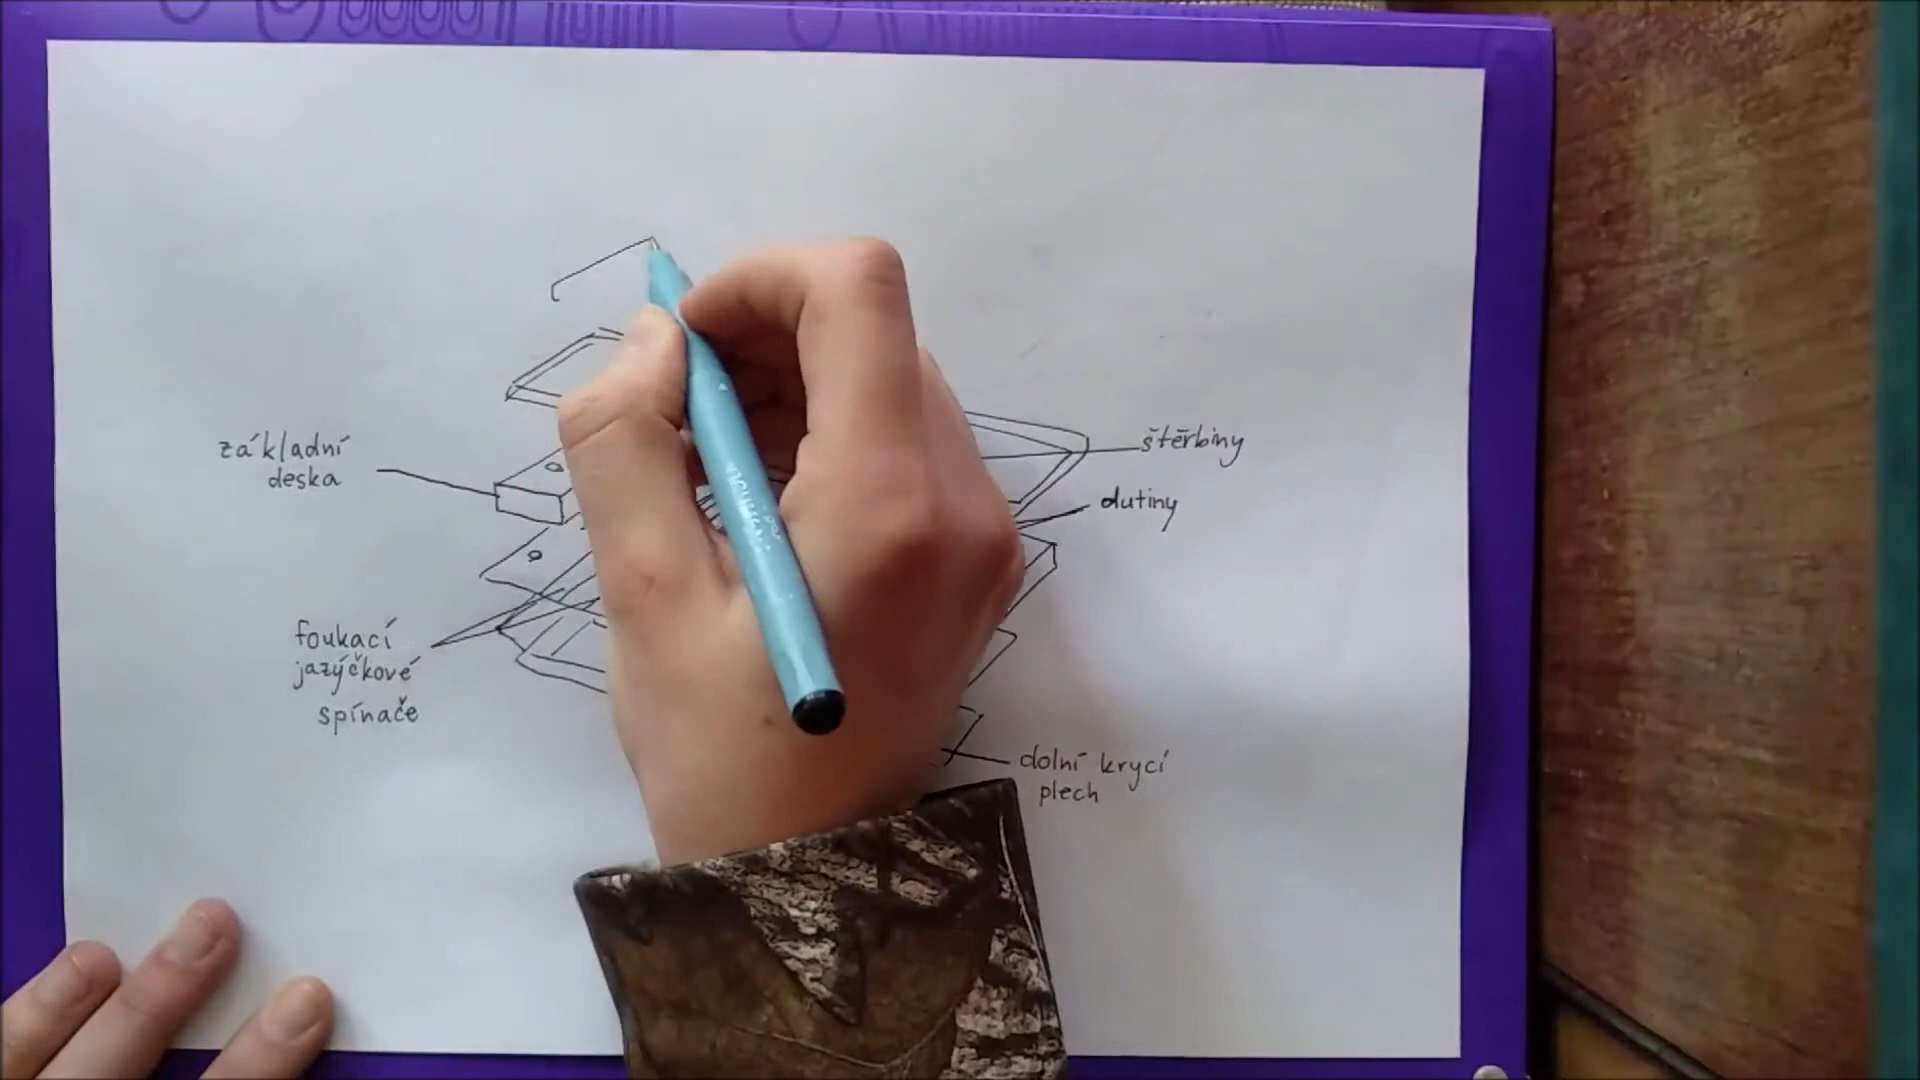 základní
deska
štěrbiny
dutiny
foukací
jazýčkové
spínače
dolní krycí
plech